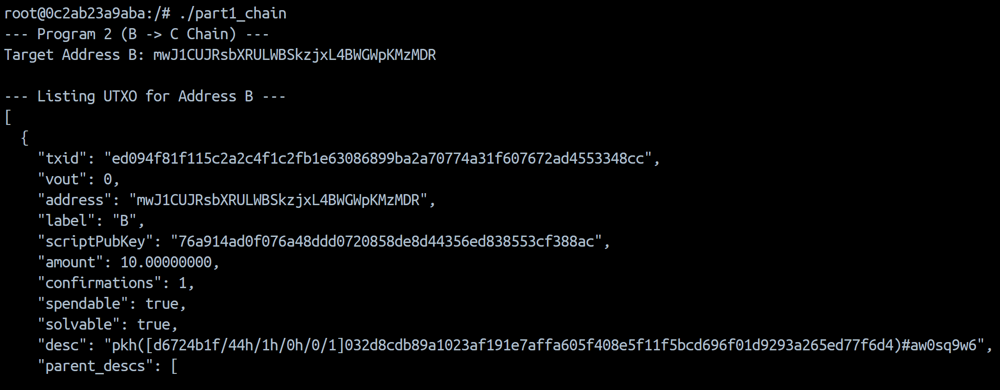 root@0c2ab23a9aba:/# ./part1_chain
--- Program 2 (B -> C Chain) ---
Target Address B: mwJ1CUJRsbXRULWBSkzjxL4BWGWpKMzMDR
--- Listing UTXO for Address B ---
[
{
"txid": "ed094f81f115c2a2c4f1c2fb1e63086899ba2a70774a31f607672ad4553348cc",
"vout": 0,
"address": "mwJ1CUJRsbXRULWBSkzjxL4BWGWpKMzMDR",
"label": "B",
"scriptPubKey": "76a914ad0f076a48ddd0720858de8d44356ed838553cf388ac",
"amount": 10.00000000,
"confirmations": 1,
"spendable": true,
"solvable": true,
"desc": "pkh([d6724b1f/44h/1h/0h/0/1]032d8cdb89a1023af191e7affa605f408e5f11f5bcd696f01d9293a265ed77f6d4)#aw0sq9w6",
"parent_descs": [